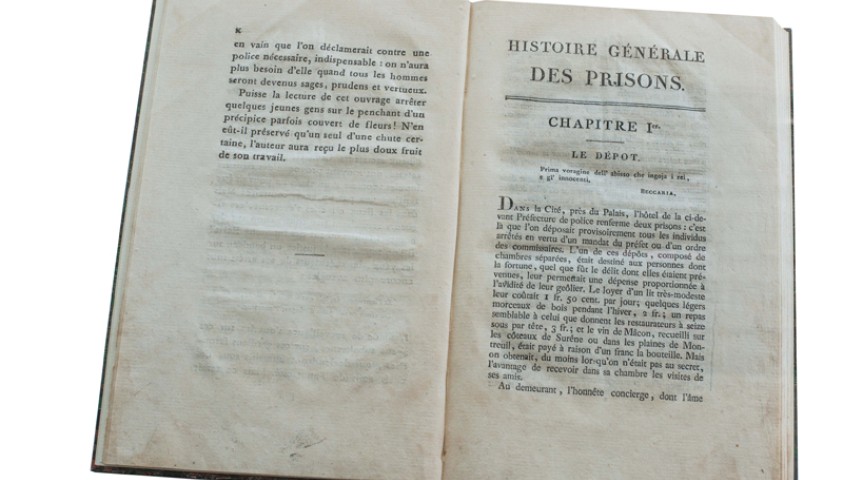 x
en vain que l'on déclamerait contre une
police nécessaire, indispensable : on n'aura
plus besoin d'elle quand tous les hommes
seront devenus sages, prudens et vertueux.
Puisse la lecture de cet ouvrage arrêter
quelques jeunes gens sur le penchant d'un
précipice parfois couvert de fleurs ! N'en
eût-il préservé qu'un seul d'une chute cer-
taine, l'auteur aura reçu le plus doux fruit
de son travail.
HISTOIRE GÉNÉRALE
DES PRISONS.
CHAPITRE Ier.
LE DÉPOT.
Prima voragine dell' abisso che ingoja i rei,
e gl' innocenti.
BECCARIA.
DANS la Cité, près du Palais, l'hôtel de la ci-de-
vant Préfecture de police renferme deux prisons : c'est
là que l'on déposait provisoirement tous les individus
arrêtés en vertu d'un mandat du préfet ou d'un ordre
des commissaires. L'un de ces dépôts, composé de
chambres séparées, était destiné aux personnes dont
la fortune, quel que fût le délit dont elles étaient pré-
venues, leur permettait une dépense proportionnée à
l'avidité de leur geôlier. Le loyer d'un lit très-modeste
leur coûtait 1 fr. 50 cent. par jour; quelques légers
morceaux de bois pendant l'hiver, 2 fr.; un repas
semblable à celui que donnent les restaurateurs à seize
sous par tête, 3 fr.; et le vin de Mâcon, recueilli sur
les côteaux de Surêne ou dans les plaines de Mon-
treuil, était payé à raison d'un franc la bouteille. Mais
on obtenait, du moins lorsqu'on n'était pas au secret,
l'avantage de recevoir dans sa chambre les visites de
ses amis.
Au demeurant, l'honnête concierge, dont l'âme